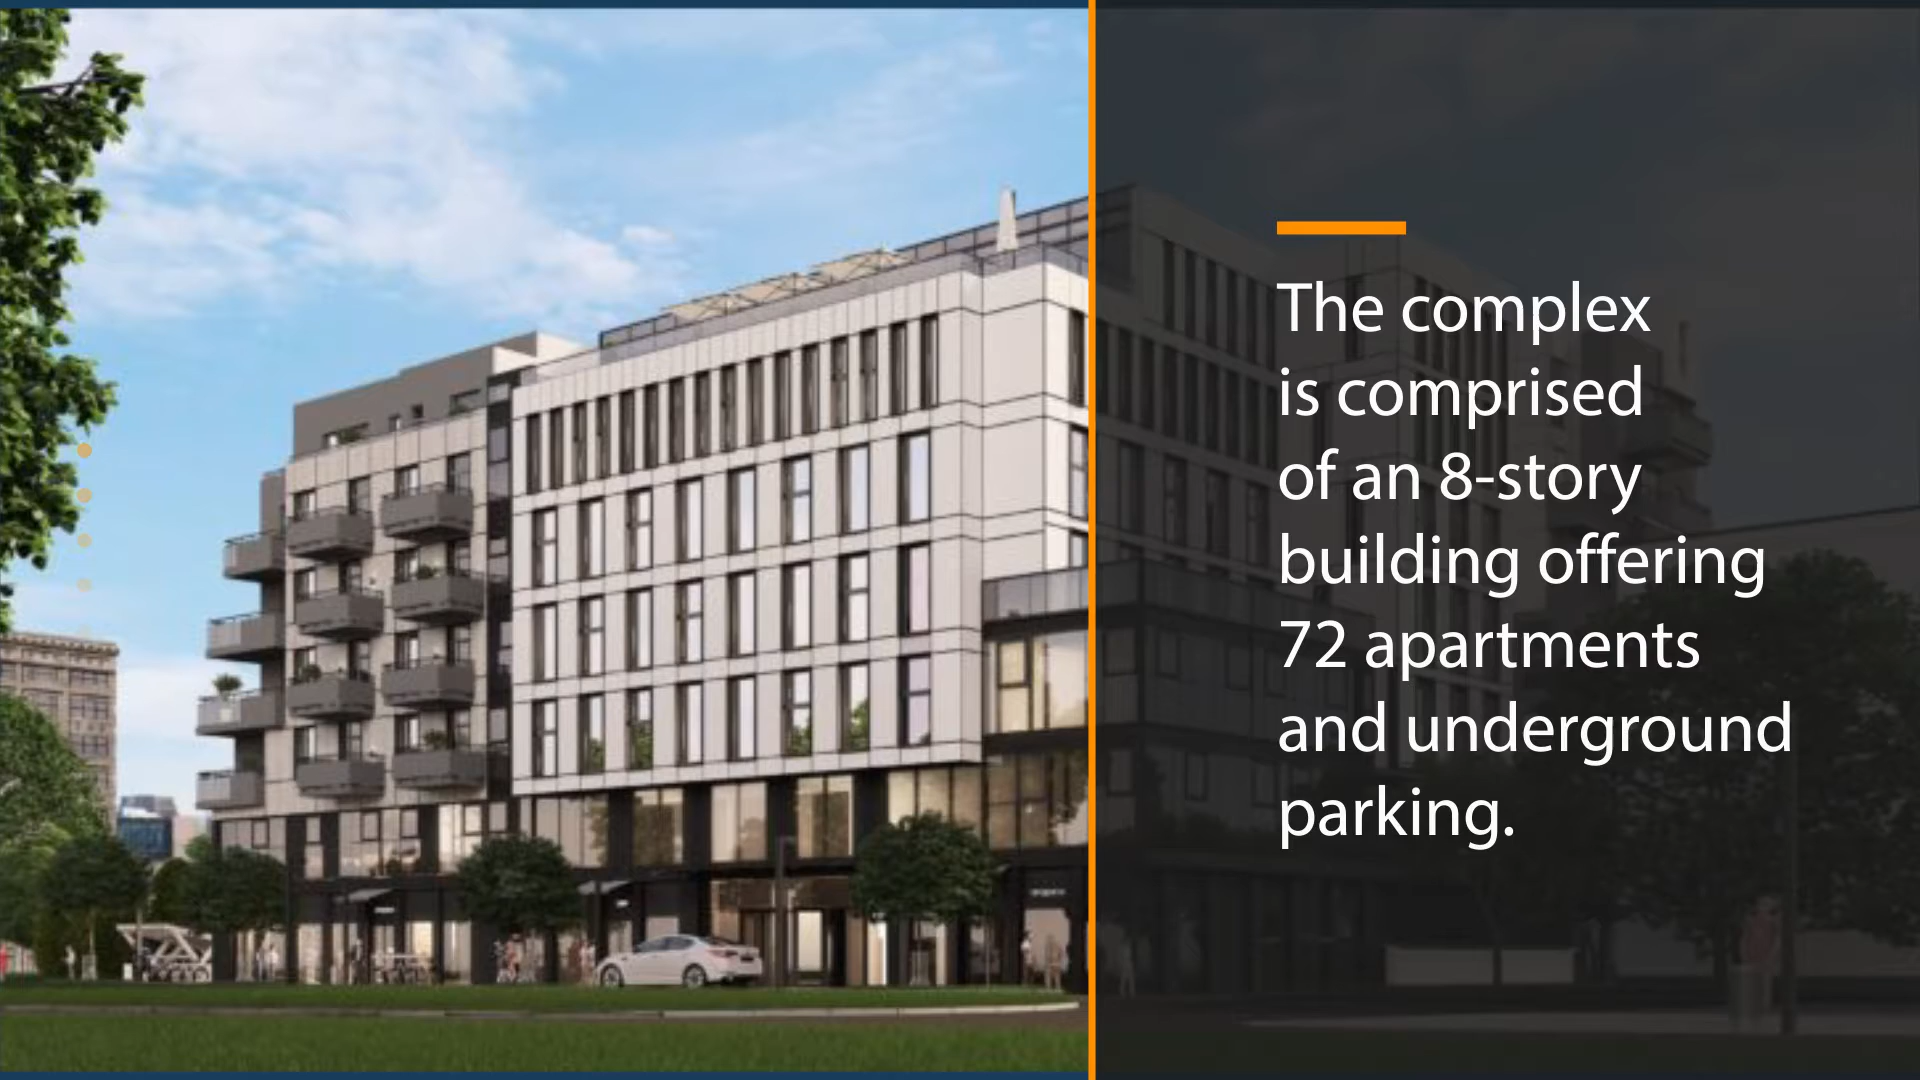 The complex
is comprised
of an 8-story
building offering
72 apartments
and underground
parking.